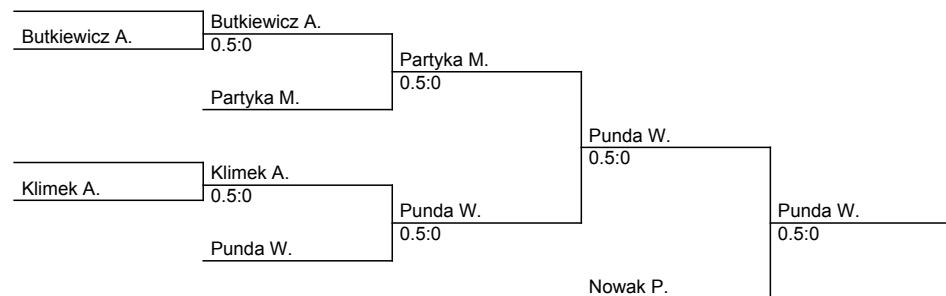 Butkiewicz A.
Butkiewicz A.
0.5:0
Partyka M.
Partyka M.
0.5:0
Klimek A.
Klimek A.
0.5:0
Punda W.
Punda W.
0.5:0
Punda W.
0.5:0
Nowak P.
Punda W.
0.5:0